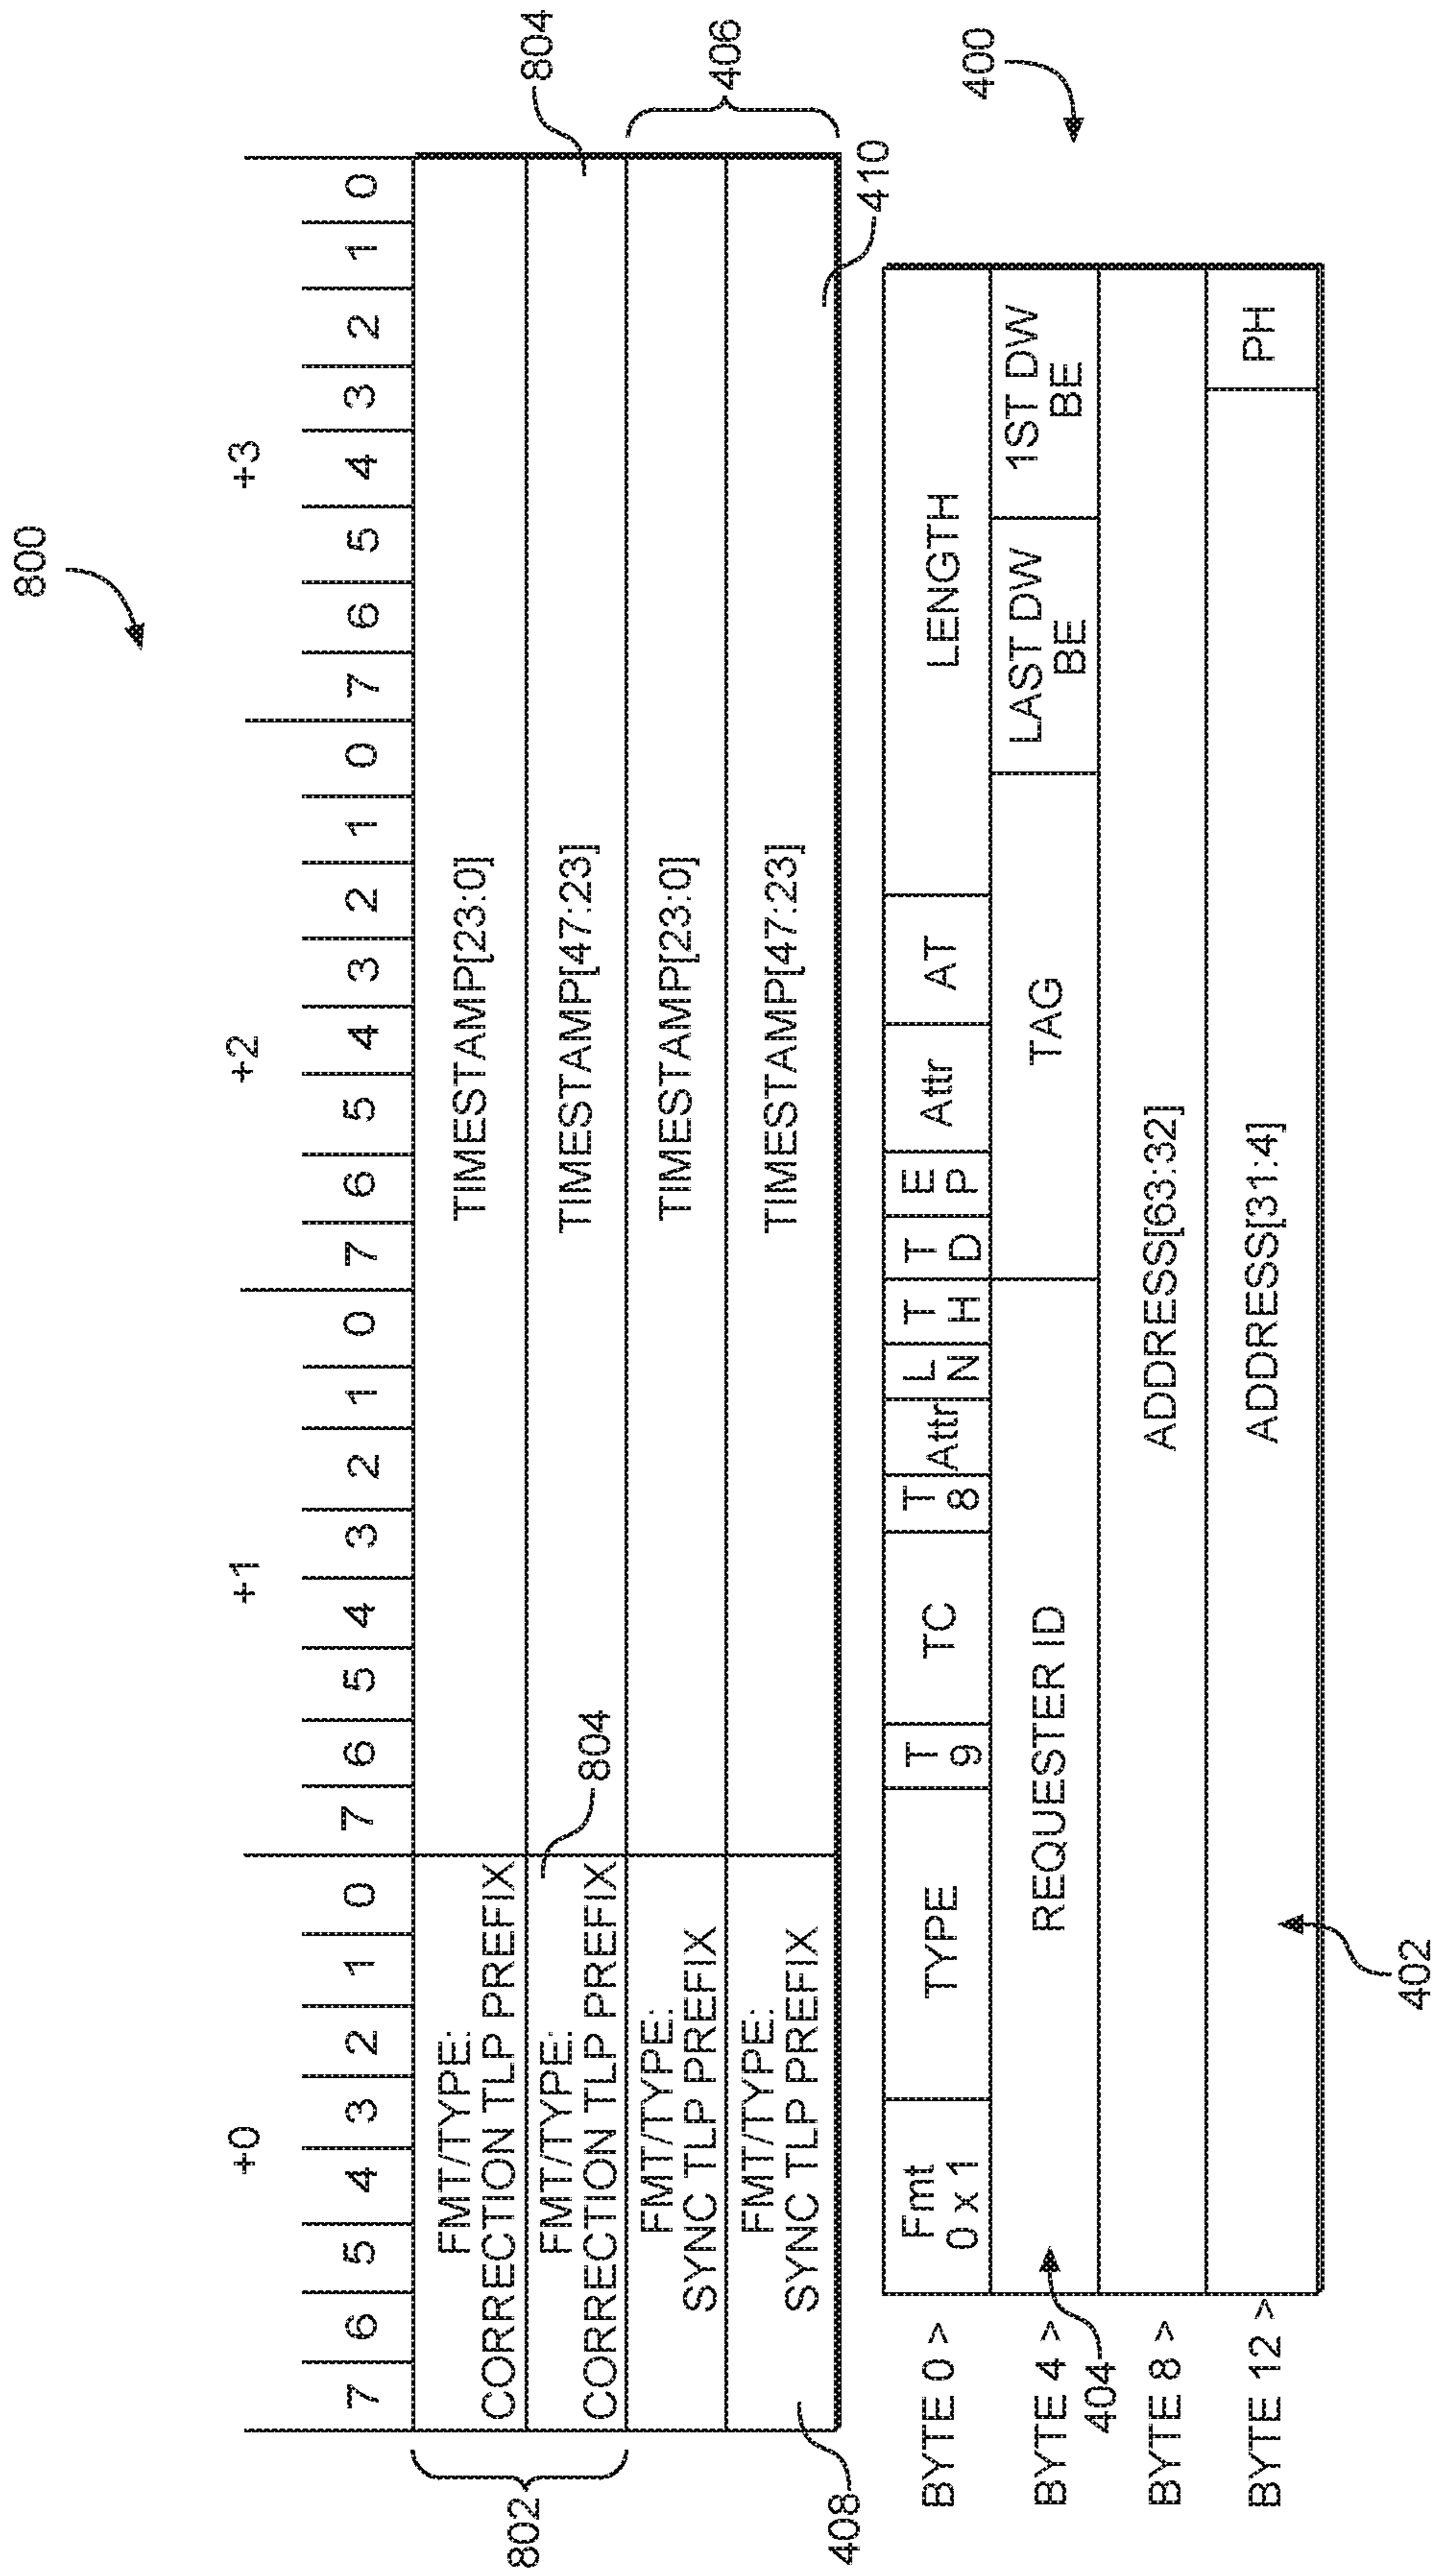 800
+0 +1 +2 +3
7 6 5 4 3 2 1 0 7 6 5 4 3 2 1 0 7 6 5 4 3 2 1 0 7 6 5 4 3 2 1 0
802
FMT/TYPE:
CORRECTION TLP PREFIX
TIMESTAMP[23:0]
804
FMT/TYPE:
CORRECTION TLP PREFIX
804
TIMESTAMP[47:23]
FMT/TYPE:
SYNC TLP PREFIX
TIMESTAMP[23:0]
406
408
FMT/TYPE:
SYNC TLP PREFIX
TIMESTAMP[47:23]
410
400
BYTE 0 >
Fmt
0 x 1
TYPE
T
9
TC
T
8
Attr
L
N
T
H
T
D
E
P
Attr
AT
LENGTH
BYTE 4 >
404
REQUESTER ID
TAG
LAST DW
BE
1ST DW
BE
BYTE 8 >
ADDRESS[63:32]
BYTE 12 >
ADDRESS[31:4]
PH
402